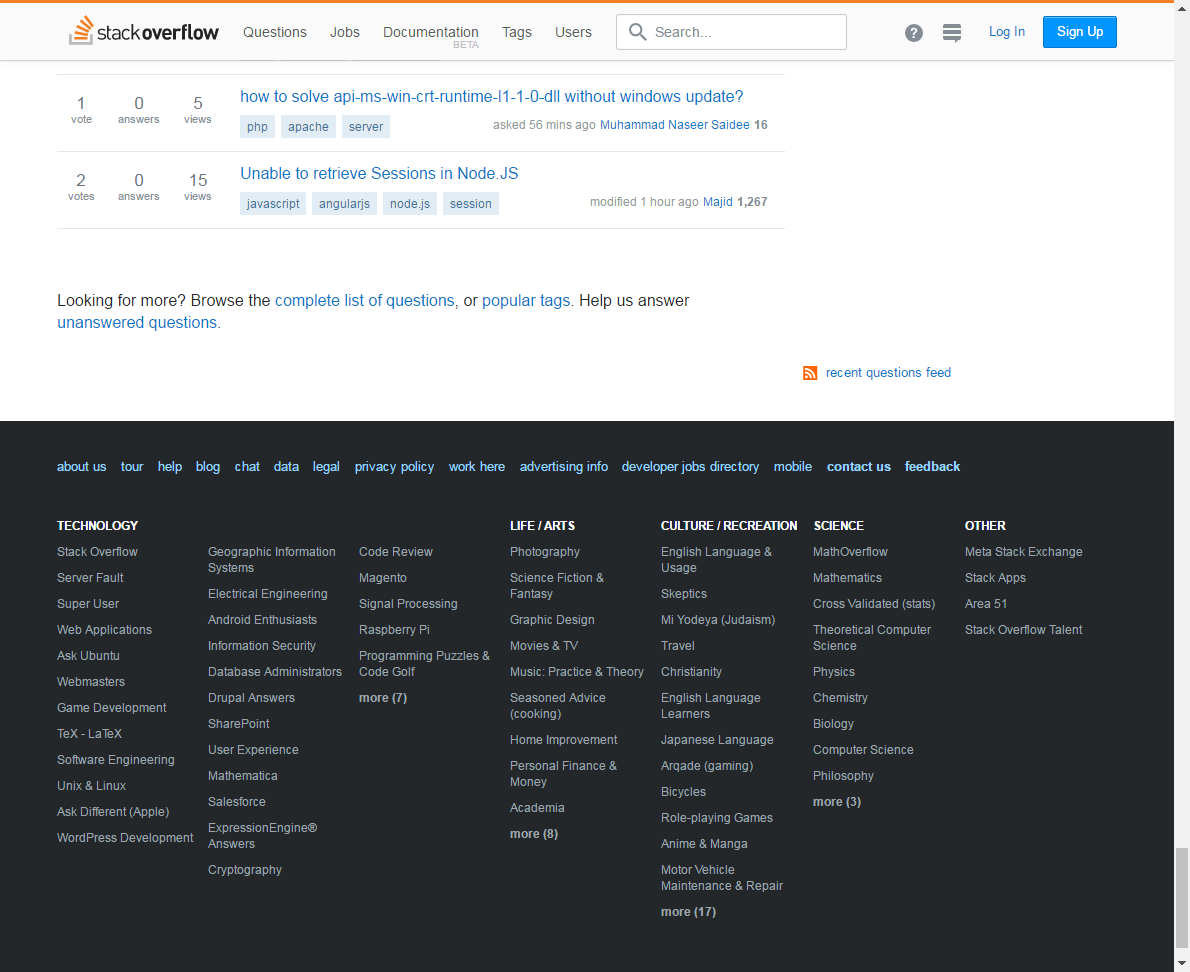 stackoverflow Questions Jobs Documentation Tags Users Search... ? Log In Sign Up
BETA
1 0 5 how to solve api-ms-win-crt-runtime-l1-1-0-dll without windows update?
vote answers views
php apache server asked 56 mins ago Muhammad Naseer Saidee 16
2 0 15 Unable to retrieve Sessions in Node.JS
votes answers views
javascript angularjs node.js session modified 1 hour ago Majid 1,267
Looking for more? Browse the complete list of questions, or popular tags. Help us answer
unanswered questions.
recent questions feed
about us tour help blog chat data legal privacy policy work here advertising info developer jobs directory mobile contact us feedback
TECHNOLOGY
Stack Overflow
Server Fault
Super User
Web Applications
Ask Ubuntu
Webmasters
Game Development
TeX - LaTeX
Software Engineering
Unix & Linux
Ask Different (Apple)
WordPress Development
Geographic Information
Systems
Electrical Engineering
Android Enthusiasts
Information Security
Database Administrators
Drupal Answers
SharePoint
User Experience
Mathematica
Salesforce
ExpressionEngine®
Answers
Cryptography
Code Review
Magento
Signal Processing
Raspberry Pi
Programming Puzzles &
Code Golf
more (7)
LIFE / ARTS
Photography
Science Fiction &
Fantasy
Graphic Design
Movies & TV
Music: Practice & Theory
Seasoned Advice
(cooking)
Home Improvement
Personal Finance &
Money
Academia
more (8)
CULTURE / RECREATION
English Language &
Usage
Skeptics
Mi Yodeya (Judaism)
Travel
Christianity
English Language
Learners
Japanese Language
Arqade (gaming)
Bicycles
Role-playing Games
Anime & Manga
Motor Vehicle
Maintenance & Repair
more (17)
SCIENCE
MathOverflow
Mathematics
Cross Validated (stats)
Theoretical Computer
Science
Physics
Chemistry
Biology
Computer Science
Philosophy
more (3)
OTHER
Meta Stack Exchange
Stack Apps
Area 51
Stack Overflow Talent